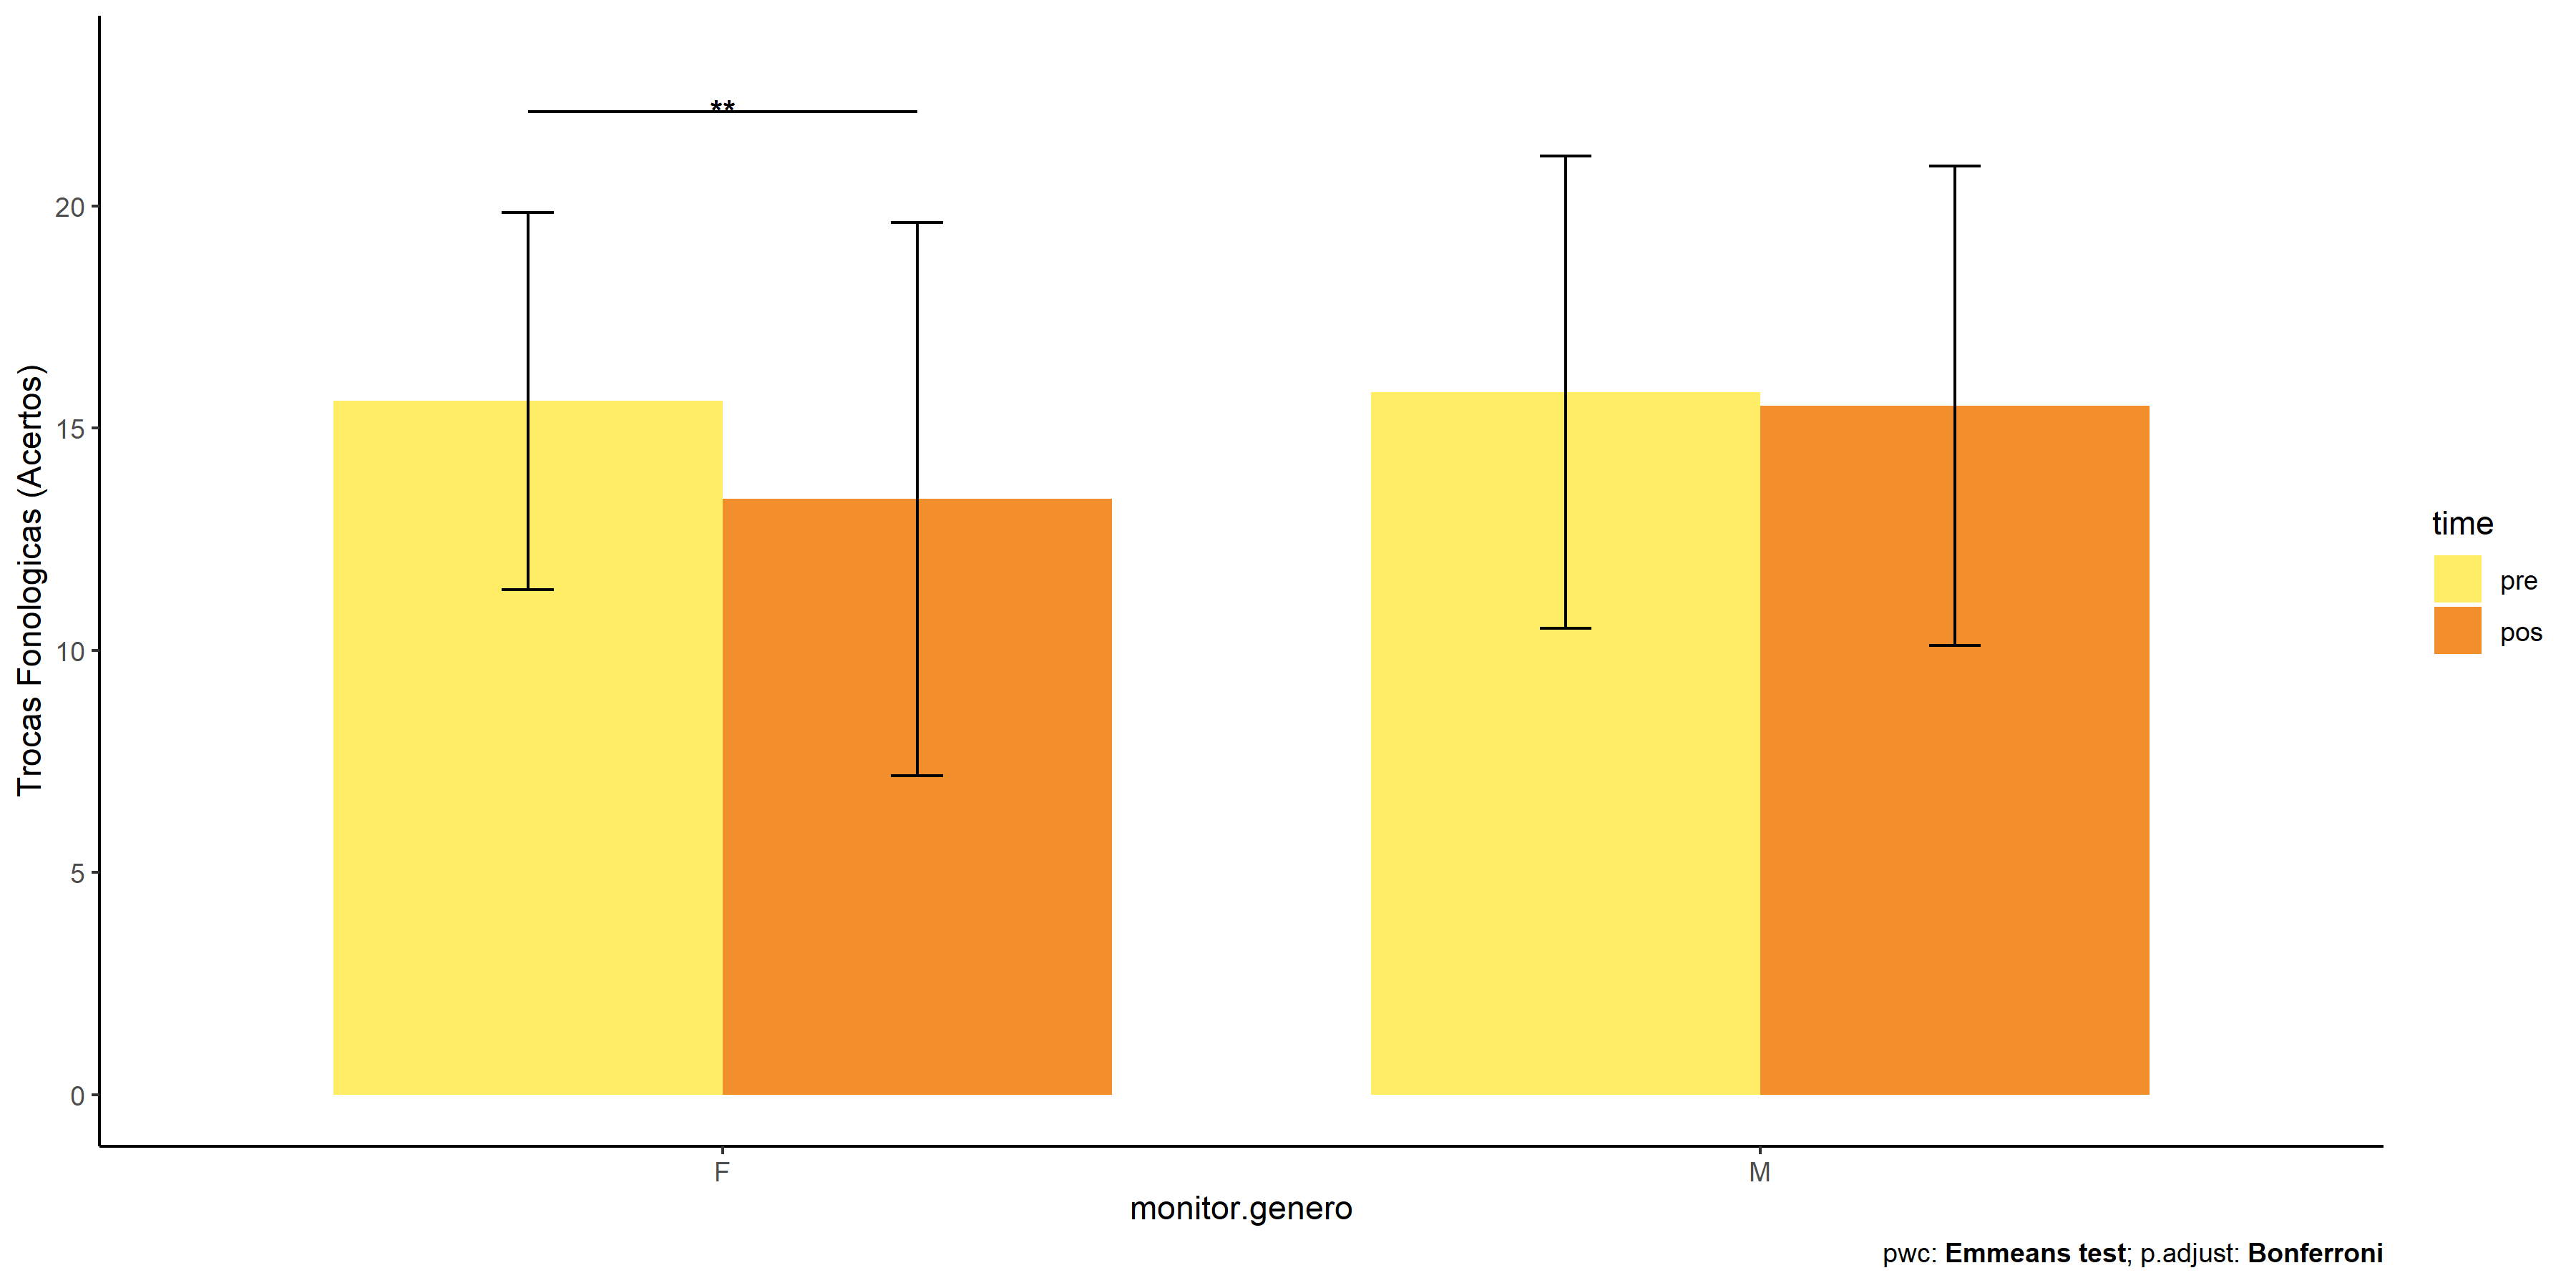 **
20
15
10
5
0
Trocas Fonologicas (Acertos)
F
M
monitor.genero
time
pre
pos
pwc: Emmeans test; p.adjust: Bonferroni